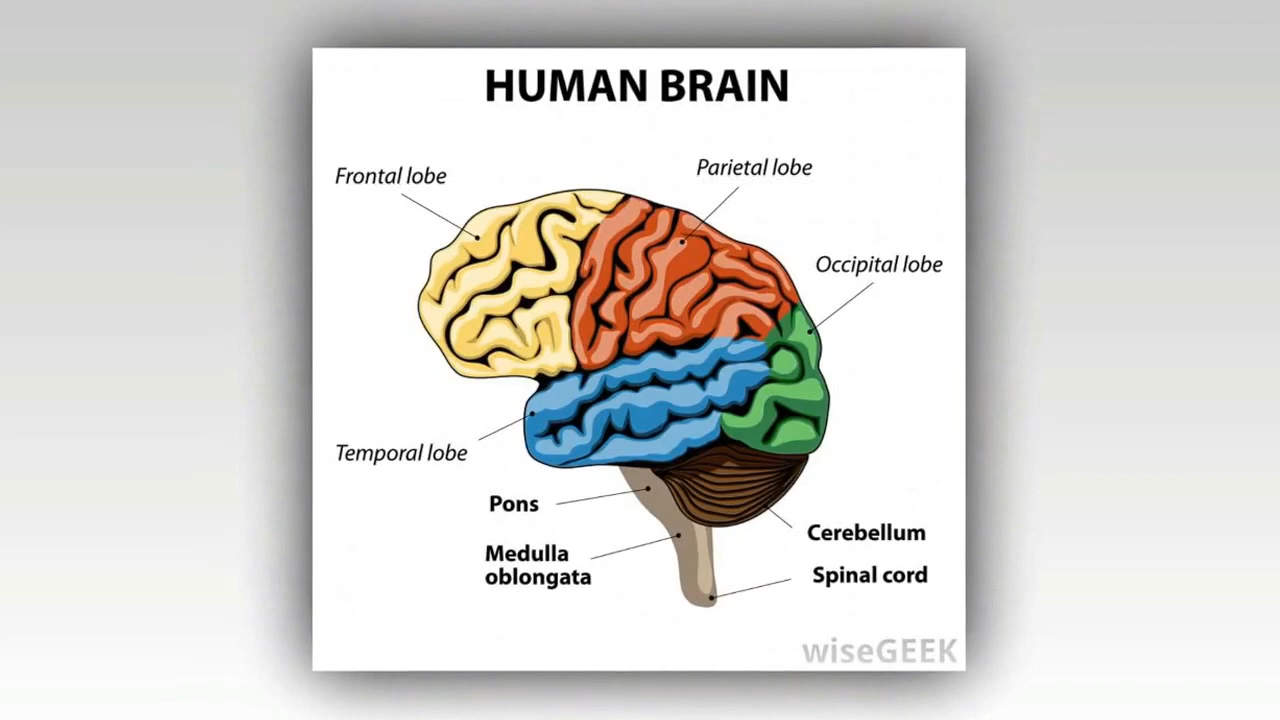 HUMAN BRAIN
Frontal lobe
Parietal lobe
Occipital lobe
Temporal lobe
Pons
Medulla
oblongata
Cerebellum
Spinal cord
wiseGEEK